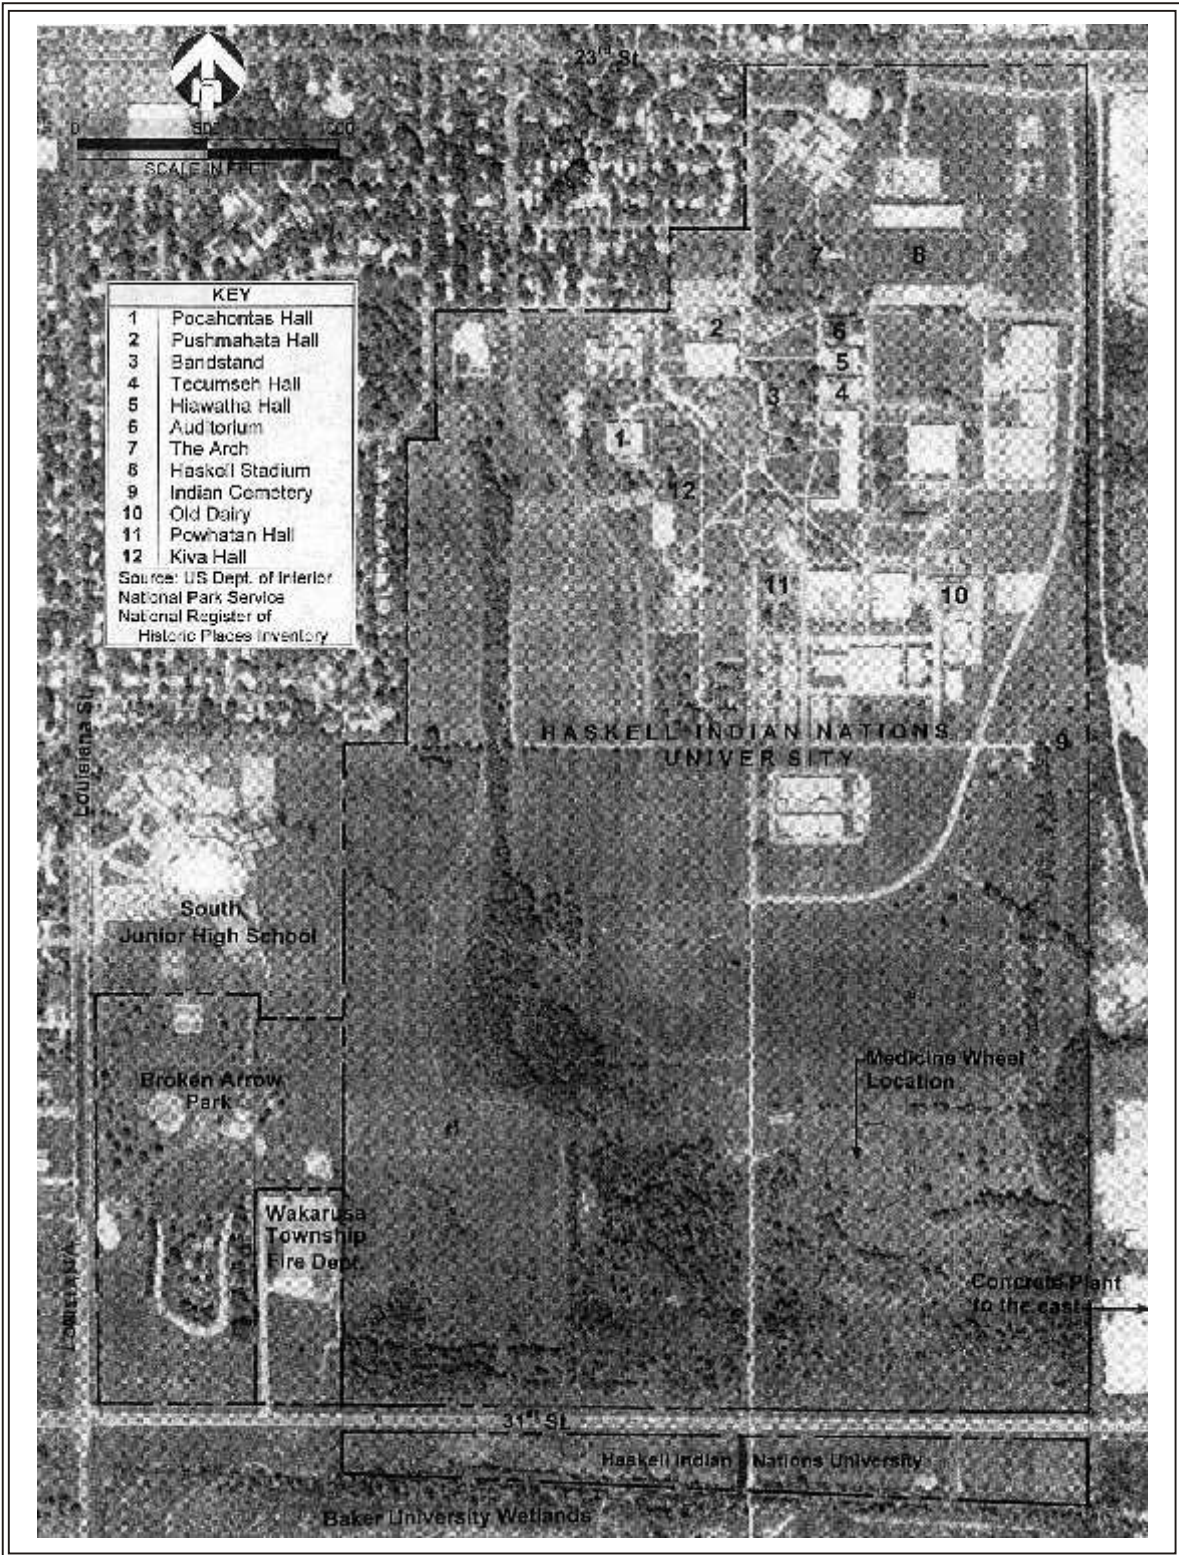 23rd St.
0 500 1000
SCALE IN FEET
KEY
1 Pocahontas Hall
2 Pushmahata Hall
3 Bandstand
4 Tecumseh Hall
5 Hiawatha Hall
6 Auditorium
7 The Arch
8 Haskell Stadium
9 Indian Cemetery
10 Old Dairy
11 Powhatan Hall
12 Kiva Hall
Source: US Dept. of Interior
National Park Service
National Register of
Historic Places Inventory
7
8
2
6
5
4
3
1
12
11
10
HASKELL INDIAN NATIONS
UNIVERSITY
9
Louisiana St.
South
Junior High School
Medicine Wheel
Location
Broken Arrow
Park
Wakarusa
Township
Fire Dept.
Concrete Plant
to the east
Louisiana
31st St.
Haskell Indian Nations University
Baker University Wetlands